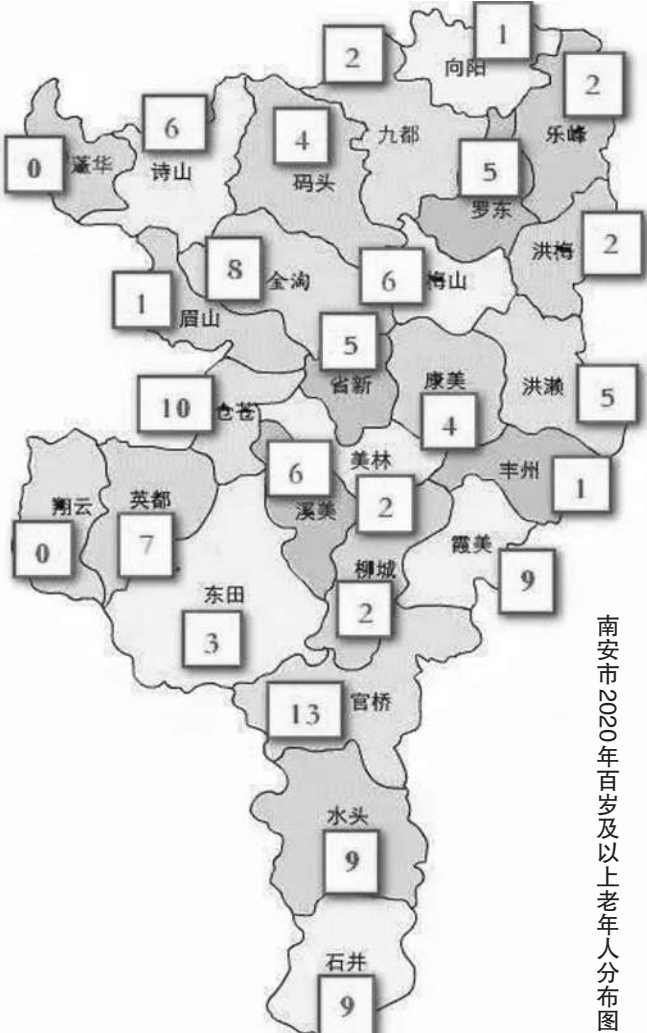 1
向阳
2
九都
2
乐峰
6
诗山
4
码头
5
罗东
0
蓬华
洪梅
2
8
金淘
6
梅山
1
眉山
5
省新
康美
4
洪濑
5
10
仑苍
美林
2
6
溪美
丰州
1
翔云
0
英都
7
霞美
9
柳城
2
东田
3
13
官桥
水头
9
石井
9
南安市2020年百岁及以上老年人分布图